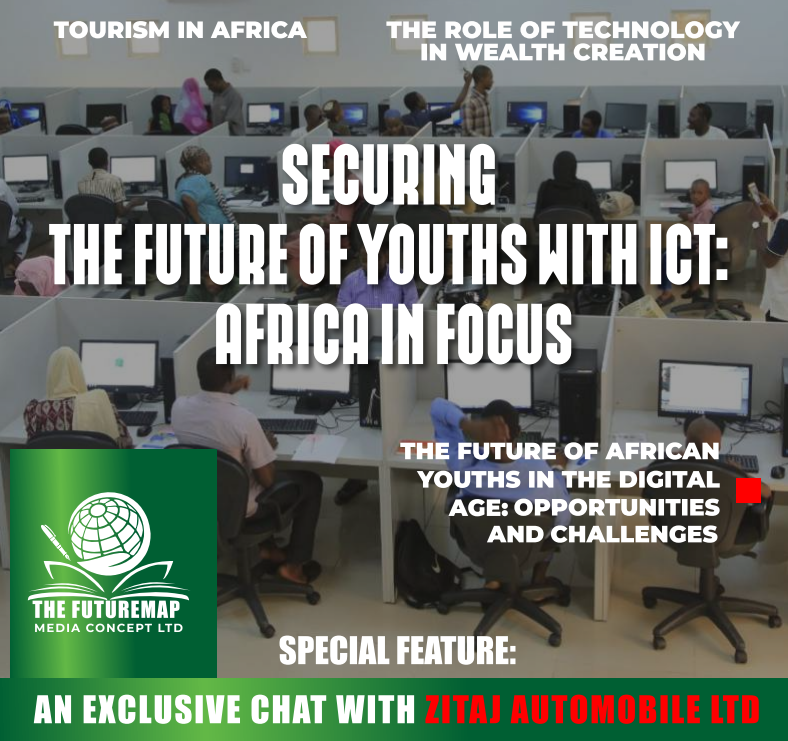 TOURISM IN AFRICA
THE ROLE OF TECHNOLOGY
IN WEALTH CREATION
SECURING
THE FUTURE OF YOUTHS WITH ICT:
AFRICA IN FOCUS
THE FUTURE OF AFRICAN
YOUTHS IN THE DIGITAL
AGE: OPPORTUNITIES
AND CHALLENGES
THE FUTUREMAP
MEDIA CONCEPT LTD
SPECIAL FEATURE:
AN EXCLUSIVE CHAT WITH ZITAJ AUTOMOBILE LTD